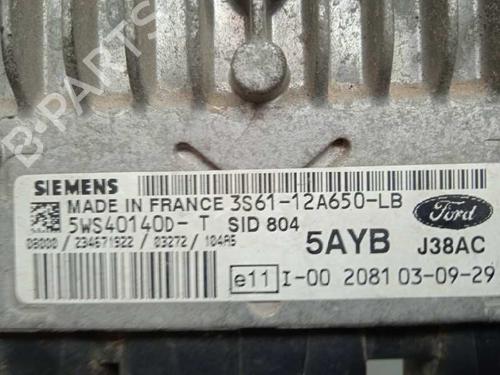 B-PARTS
SIEMENS
MADE IN FRANCE 3S61-12A650-LB
5WS40140D- T SID 804
08000 / 234671922 / 03272 / 104A5
Ford
5AYB J38AC
e11 I-00 2081 03-09-29